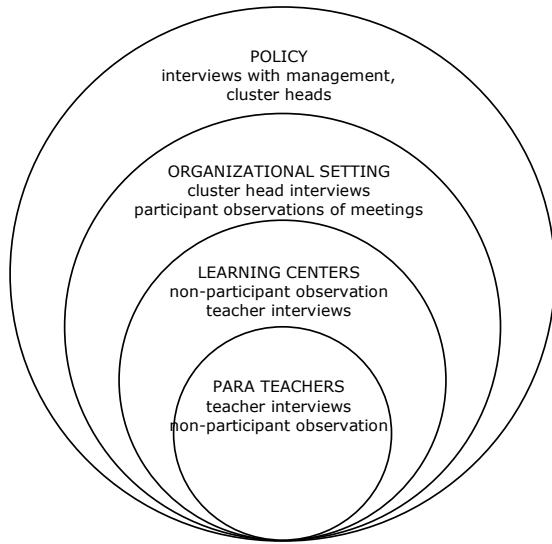 POLICY
interviews with management,
cluster heads
ORGANIZATIONAL SETTING
cluster head interviews
participant observations of meetings
LEARNING CENTERS
non-participant observation
teacher interviews
PARA TEACHERS
teacher interviews
non-participant observation